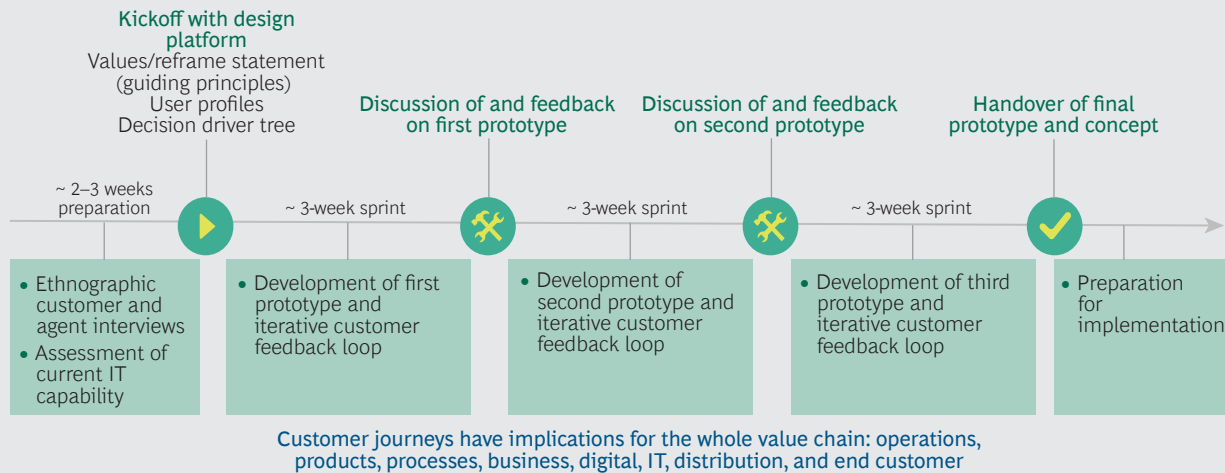 Kickoff with design
platform
Values/reframe statement
(guiding principles)
User profiles
Decision driver tree
Discussion of and feedback
on first prototype
Discussion of and feedback
on second prototype
Handover of final
prototype and concept
~ 2–3 weeks
preparation
~ 3-week sprint
~ 3-week sprint
~ 3-week sprint
• Ethnographic
customer and
agent interviews
• Assessment of
current IT
capability
• Development of first
prototype and
iterative customer
feedback loop
• Development of
second prototype and
iterative customer
feedback loop
• Development of third
prototype and
iterative customer
feedback loop
• Preparation
for
implementation
Customer journeys have implications for the whole value chain: operations,
products, processes, business, digital, IT, distribution, and end customer